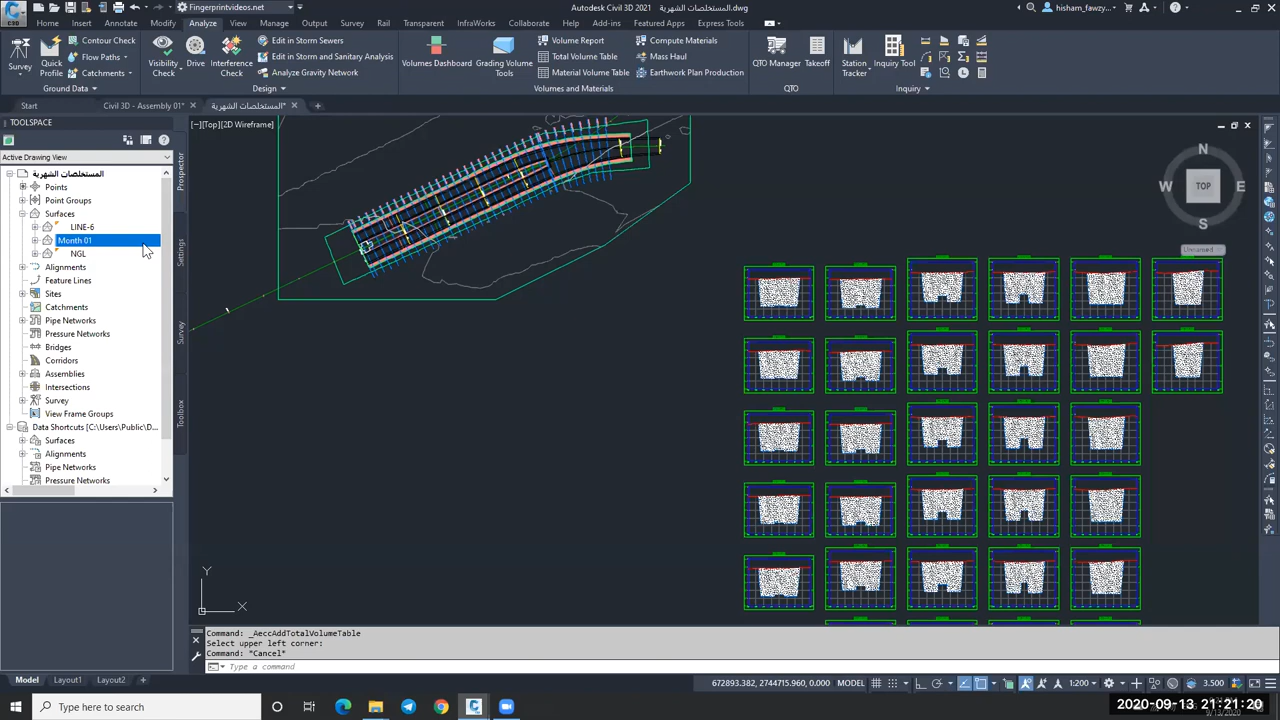 Fingerprintvideos.net
Autodesk Civil 3D 2021
المستخلصات الشهرية.dwg
hisham_fawzy...
C3D
Home
Insert
Annotate
Modify
Analyze
View
Manage
Output
Survey
Rail
Transparent
InfraWorks
Collaborate
Help
Add-ins
Featured Apps
Express Tools
Survey
Quick Profile
Contour Check
Flow Paths
Catchments
Ground Data
Visibility Check
Drive
Interference Check
Edit in Storm Sewers
Edit in Storm and Sanitary Analysis
Analyze Gravity Network
Design
Volumes Dashboard
Grading Volume Tools
Volume Report
Total Volume Table
Material Volume Table
Compute Materials
Mass Haul
Earthwork Plan Production
Volumes and Materials
QTO Manager
Takeoff
QTO
Station Tracker
Inquiry Tool
Inquiry
Start
Civil 3D - Assembly 01*
المستخلصات الشهرية*
TOOLSPACE
[-][Top][2D Wireframe]
Active Drawing View
المستخلصات الشهرية
Points
Point Groups
Surfaces
LINE-6
Month 01
NGL
Alignments
Feature Lines
Sites
Catchments
Pipe Networks
Pressure Networks
Bridges
Corridors
Assemblies
Intersections
Survey
View Frame Groups
Data Shortcuts [C:\Users\Public\D...
Surfaces
Alignments
Pipe Networks
Pressure Networks
Prospector
Settings
Survey
Toolbox
N
W
TOP
E
S
Unnamed
Y
X
Command: _AeccAddTotalVolumeTable
Select upper left corner:
Command: *Cancel*
Type a command
Model
Layout1
Layout2
672893.382, 2744715.960, 0.000
MODEL
1:200
3.500
Type here to search
2020-09-13 21:21:20
9/13/2020